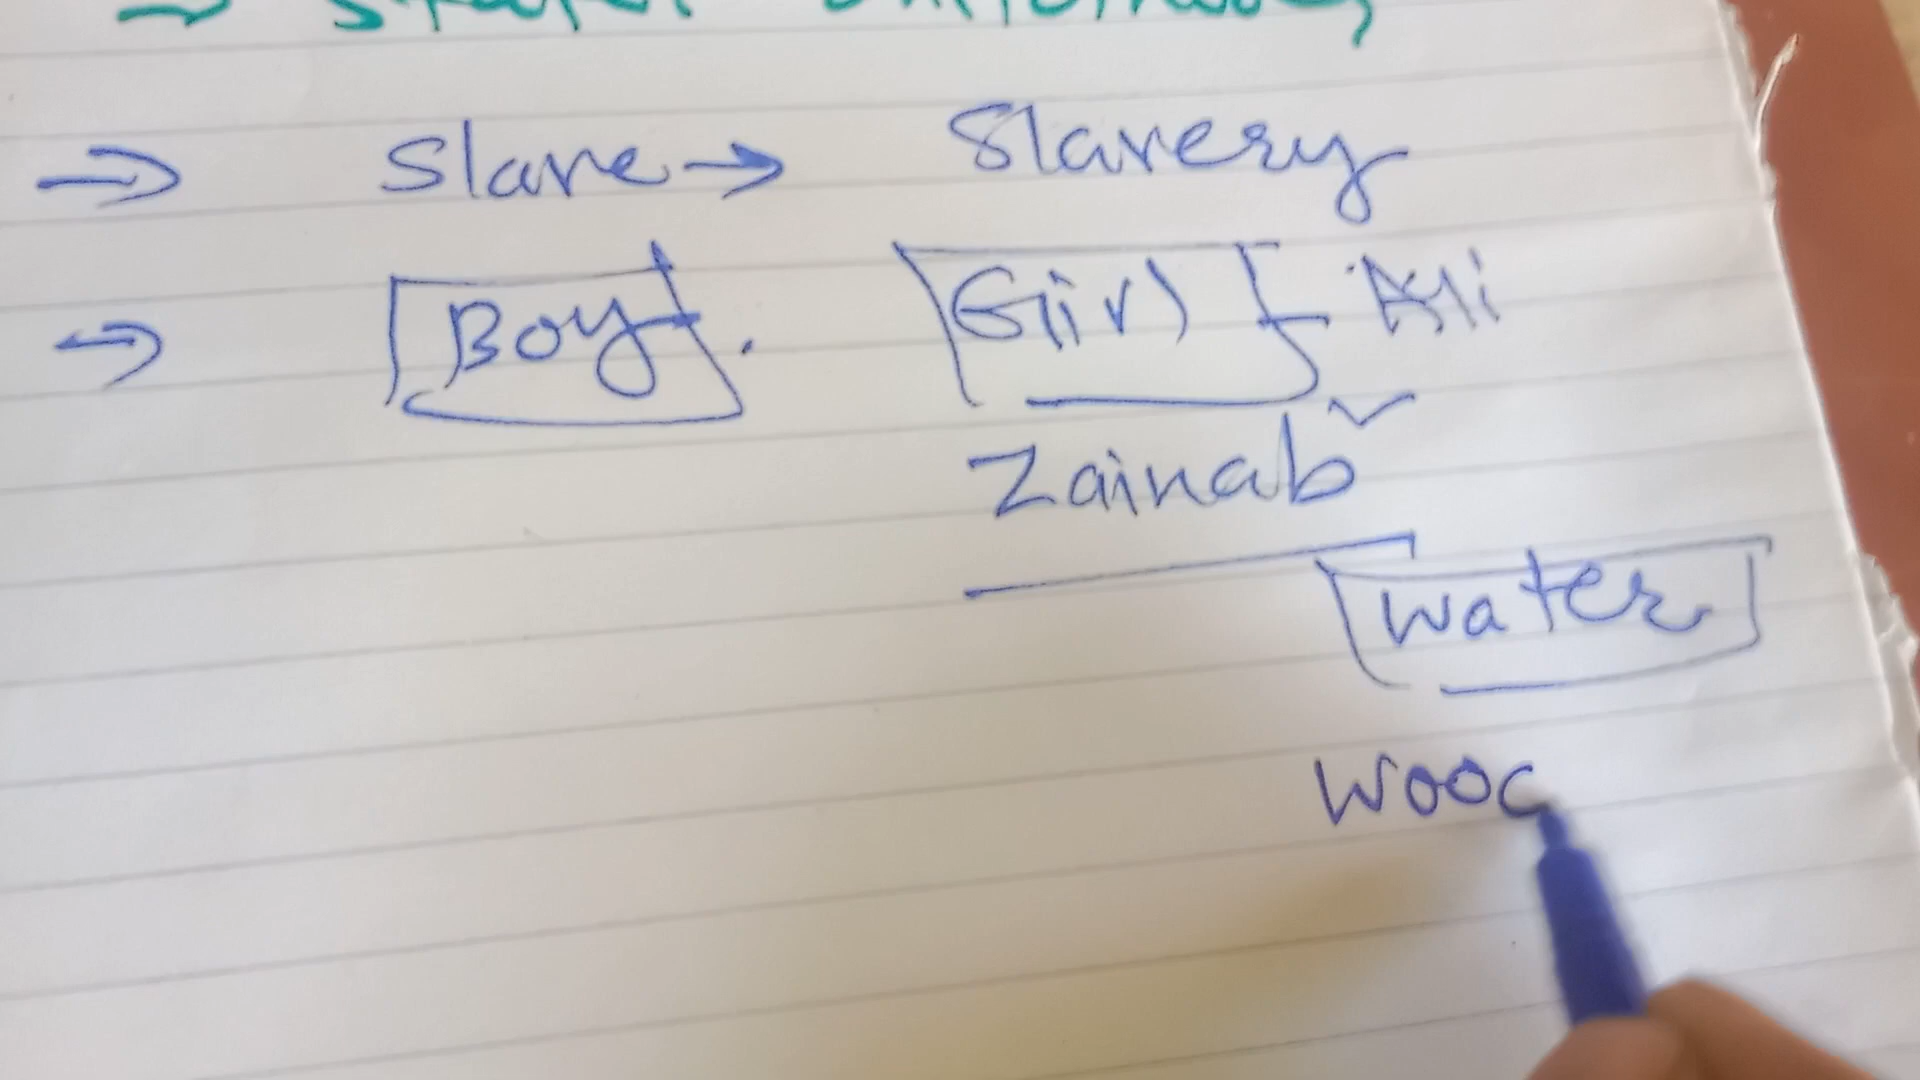 ⇒ Slave → Slavery
⇒ Boy. Girl - Ali
Zainab ✓
water
wooc